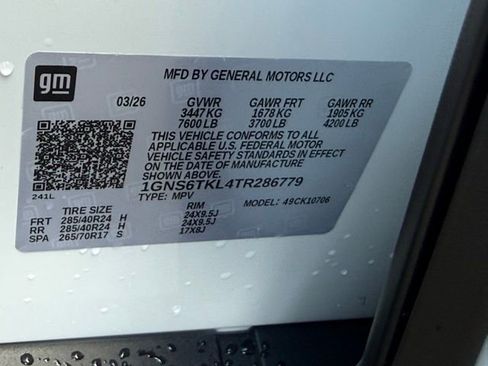 gm
MFD BY GENERAL MOTORS LLC
03/26 GVWR GAWR FRT GAWR RR
3447 KG 1678 KG 1905 KG
7600 LB 3700 LB 4200 LB
THIS VEHICLE CONFORMS TO ALL
APPLICABLE U.S. FEDERAL MOTOR
VEHICLE SAFETY STANDARDS IN EFFECT
ON THE DATE OF MANUFACTURE
SHOWN ABOVE.
1GNS6TKL4TR286779
TYPE: MPV MODEL: 49CK10706
241L
TIRE SIZE RIM
FRT 285/40R24 H 24X9.5J
RR 285/40R24 H 24X9.5J
SPA 265/70R17 S 17X8J